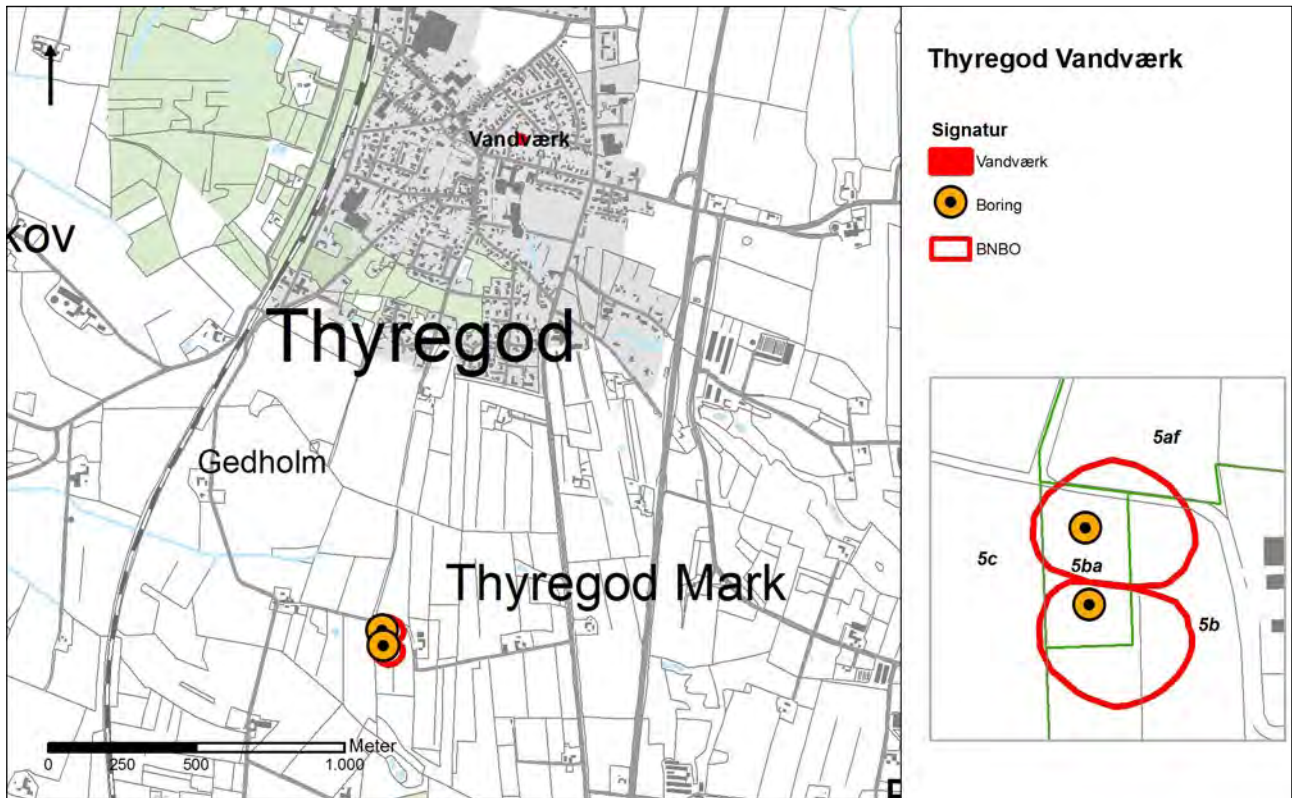 Vandværk
kov
Thyregod
Gedholm
Thyregod Mark
Meter
0 250 500 1.000
Thyregod Vandværk
Signatur
Vandværk
Boring
BNBO
5af
5c
5ba
5b